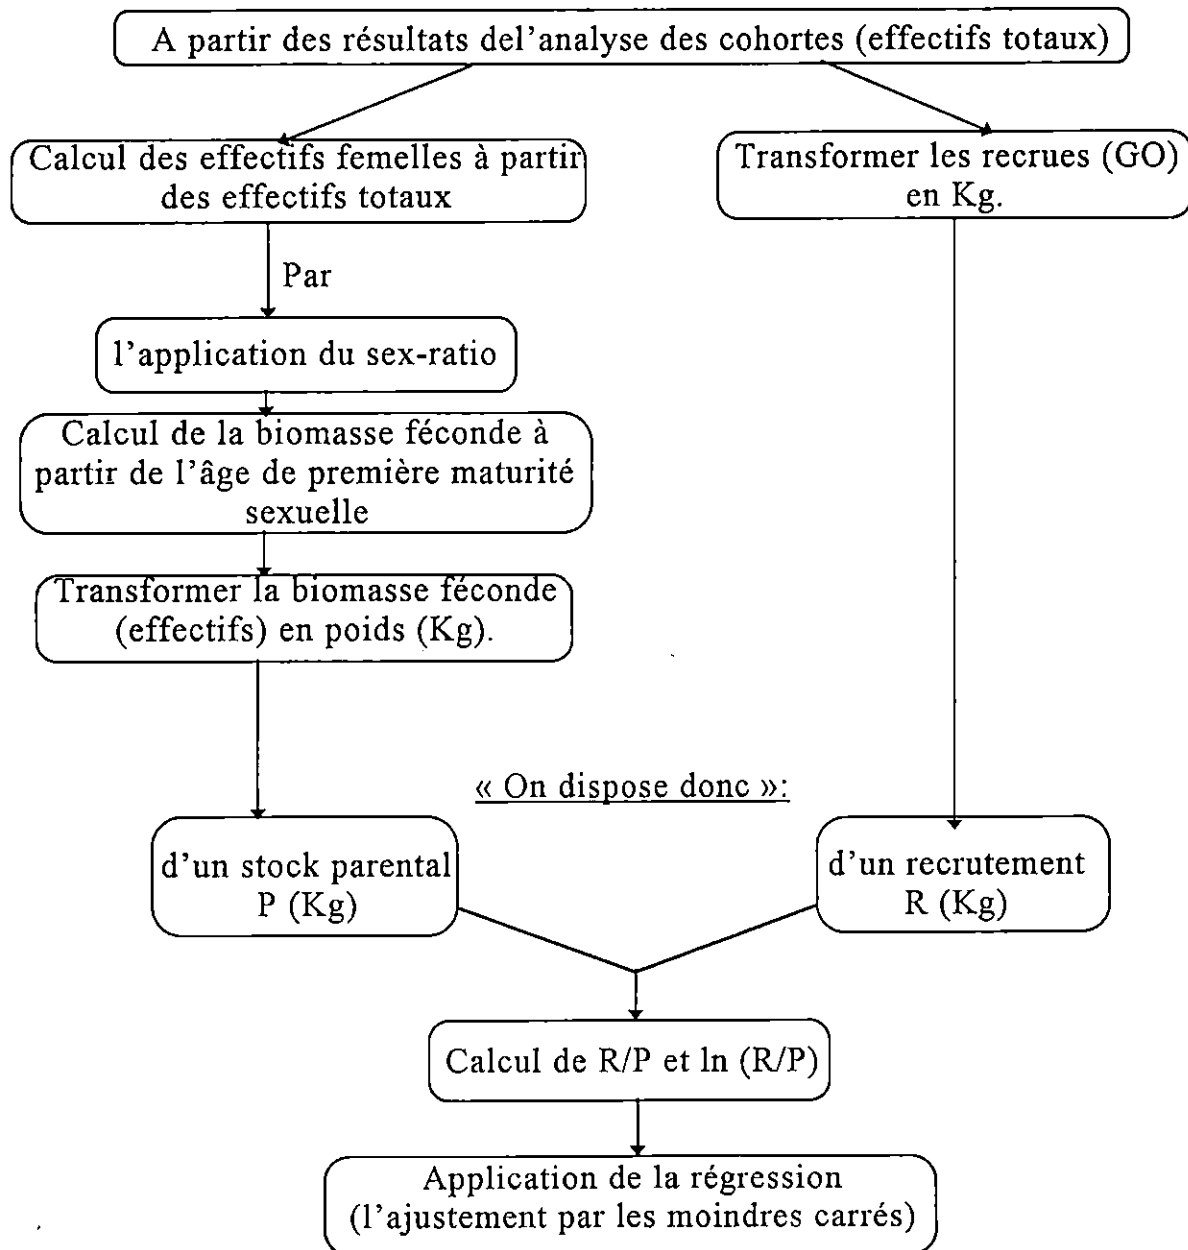 A partir des résultats del'analyse des cohortes (effectifs totaux)
Calcul des effectifs femelles à partir
des effectifs totaux
Transformer les recrues (GO)
en Kg.
Par
l'application du sex-ratio
Calcul de la biomasse féconde à
partir de l'âge de première maturité
sexuelle
Transformer la biomasse féconde
(effectifs) en poids (Kg).
« On dispose donc »:
d'un stock parental
P (Kg)
d'un recrutement
R (Kg)
Calcul de R/P et ln (R/P)
Application de la régression
(l'ajustement par les moindres carrés)